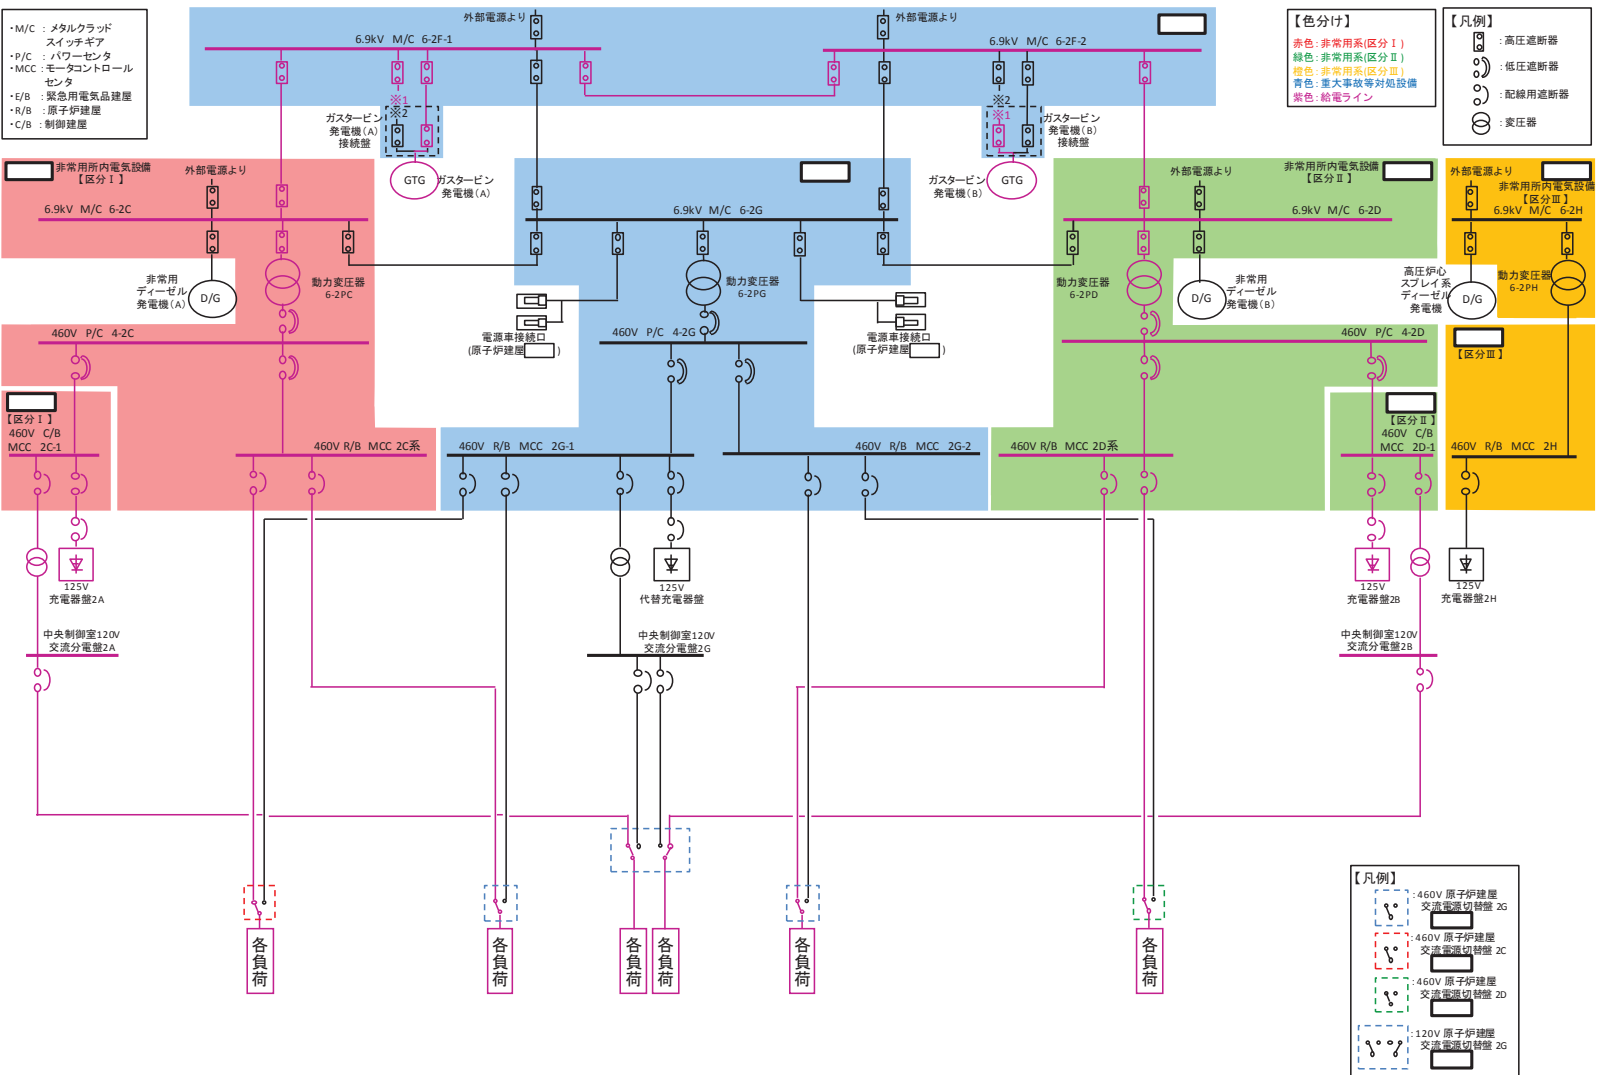 ・M/C ：メタルクラッド
スイッチギア
・P/C ：パワーセンタ
・MCC：モータコントロール
センタ
・E/B：緊急用電気品建屋
・R/B：原子炉建屋
・C/B：制御建屋
外部電源より
6.9kV M/C 6-2F-1
外部電源より
6.9kV M/C 6-2F-2
【色分け】
赤色：非常用系(区分Ⅰ)
緑色：非常用系(区分Ⅱ)
橙色：非常用系(区分Ⅲ)
青色：重大事故等対処設備
紫色：給電ライン
【凡例】
：高圧遮断器
：低圧遮断器
：配線用遮断器
：変圧器
※1
※2
ガスタービン
発電機(A)
接続盤
GTG
ガスタービン
発電機(A)
※2
※1
ガスタービン
発電機(B)
接続盤
ガスタービン
発電機(B)
GTG
非常用所内電気設備
【区分Ⅰ】
外部電源より
6.9kV M/C 6-2C
非常用
ディーゼル
発電機(A)
D/G
動力変圧器
6-2PC
460V P/C 4-2C
6.9kV M/C 6-2G
動力変圧器
6-2PG
電源車接続口
(原子炉建屋 )
460V P/C 4-2G
電源車接続口
(原子炉建屋 )
外部電源より
非常用所内電気設備
【区分Ⅱ】
6.9kV M/C 6-2D
動力変圧器
6-2PD
D/G
非常用
ディーゼル
発電機(B)
460V P/C 4-2D
外部電源より
非常用所内電気設備
【区分Ⅲ】
6.9kV M/C 6-2H
高圧炉心
スプレイ系
ディーゼル
発電機
D/G
動力変圧器
6-2PH
【区分Ⅲ】
【区分Ⅰ】
460V C/B
MCC 2C-1
460V R/B MCC 2C系
460V R/B MCC 2G-1
460V R/B MCC 2G-2
460V R/B MCC 2D系
【区分Ⅱ】
460V C/B
MCC 2D-1
460V R/B MCC 2H
125V
充電器盤2A
125V
代替充電器盤
125V
充電器盤2B
125V
充電器盤2H
中央制御室120V
交流分電盤2A
中央制御室120V
交流分電盤2G
中央制御室120V
交流分電盤2B
各負荷
各負荷
各負荷
各負荷
各負荷
各負荷
【凡例】
：460V 原子炉建屋
交流電源切替盤 2G
：460V 原子炉建屋
交流電源切替盤 2C
：460V 原子炉建屋
交流電源切替盤 2D
：120V 原子炉建屋
交流電源切替盤 2G